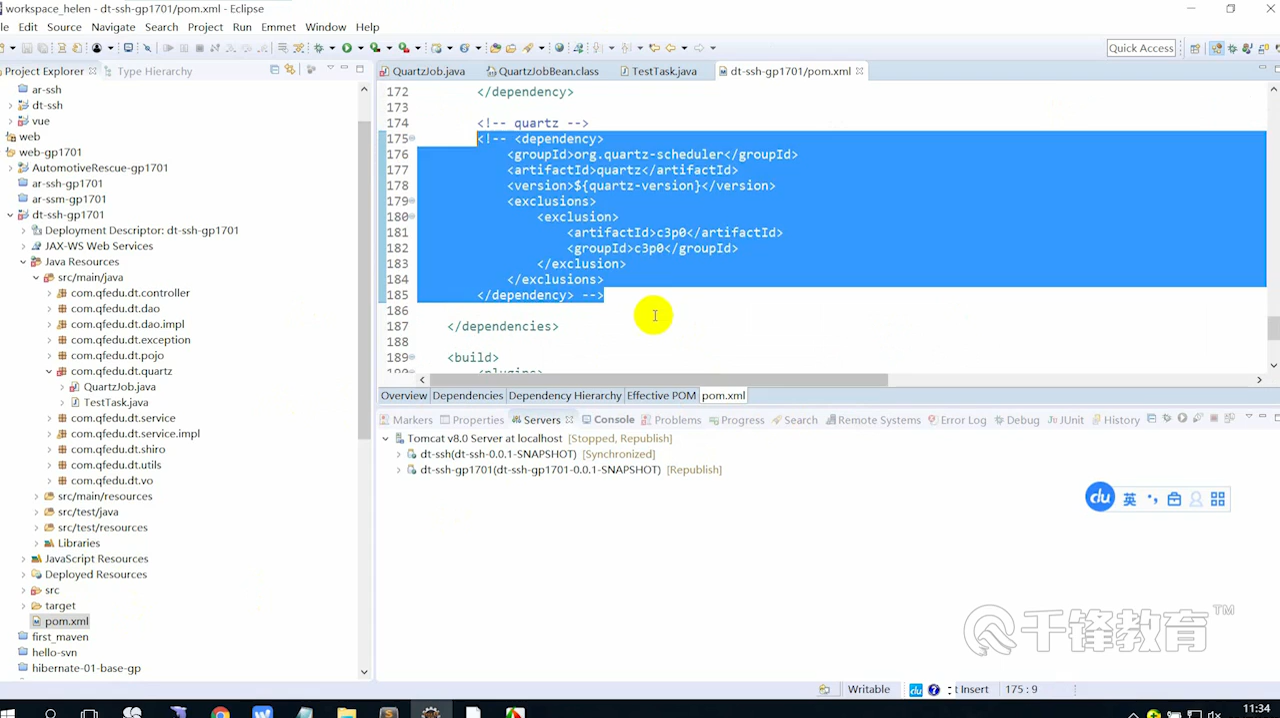 workspace_helen - dt-ssh-gp1701/pom.xml - Eclipse
le Edit Source Navigate Search Project Run Emmet Window Help
Quick Access
Project Explorer Type Hierarchy
ar-ssh
dt-ssh
vue
web
web-gp1701
AutomotiveRescue-gp1701
ar-ssh-gp1701
ar-ssm-gp1701
dt-ssh-gp1701
Deployment Descriptor: dt-ssh-gp1701
JAX-WS Web Services
Java Resources
src/main/java
com.qfedu.dt.controller
com.qfedu.dt.dao
com.qfedu.dt.dao.impl
com.qfedu.dt.exception
com.qfedu.dt.pojo
com.qfedu.dt.quartz
QuartzJob.java
TestTask.java
com.qfedu.dt.service
com.qfedu.dt.service.impl
com.qfedu.dt.shiro
com.qfedu.dt.utils
com.qfedu.dt.vo
src/main/resources
src/test/java
src/test/resources
Libraries
JavaScript Resources
Deployed Resources
src
target
pom.xml
first_maven
hello-svn
hibernate-01-base-gp
QuartzJob.java QuartzJobBean.class TestTask.java dt-ssh-gp1701/pom.xml
172 </dependency>
173
174 <!-- quartz -->
175 <!-- <dependency>
176 <groupId>org.quartz-scheduler</groupId>
177 <artifactId>quartz</artifactId>
178 <version>${quartz-version}</version>
179 <exclusions>
180 <exclusion>
181 <artifactId>c3p0</artifactId>
182 <groupId>c3p0</groupId>
183 </exclusion>
184 </exclusions>
185 </dependency> -->
186
187 </dependencies>
188
189 <build>
190 <plugins>
Overview Dependencies Dependency Hierarchy Effective POM pom.xml
Markers Properties Servers Console Problems Progress Search Remote Systems Error Log Debug JUnit History
Tomcat v8.0 Server at localhost [Stopped, Republish]
dt-ssh(dt-ssh-0.0.1-SNAPSHOT) [Synchronized]
dt-ssh-gp1701(dt-ssh-gp1701-0.0.1-SNAPSHOT) [Republish]
du 英
千锋教育 TM
Writable du t Insert 175 : 9
11:34